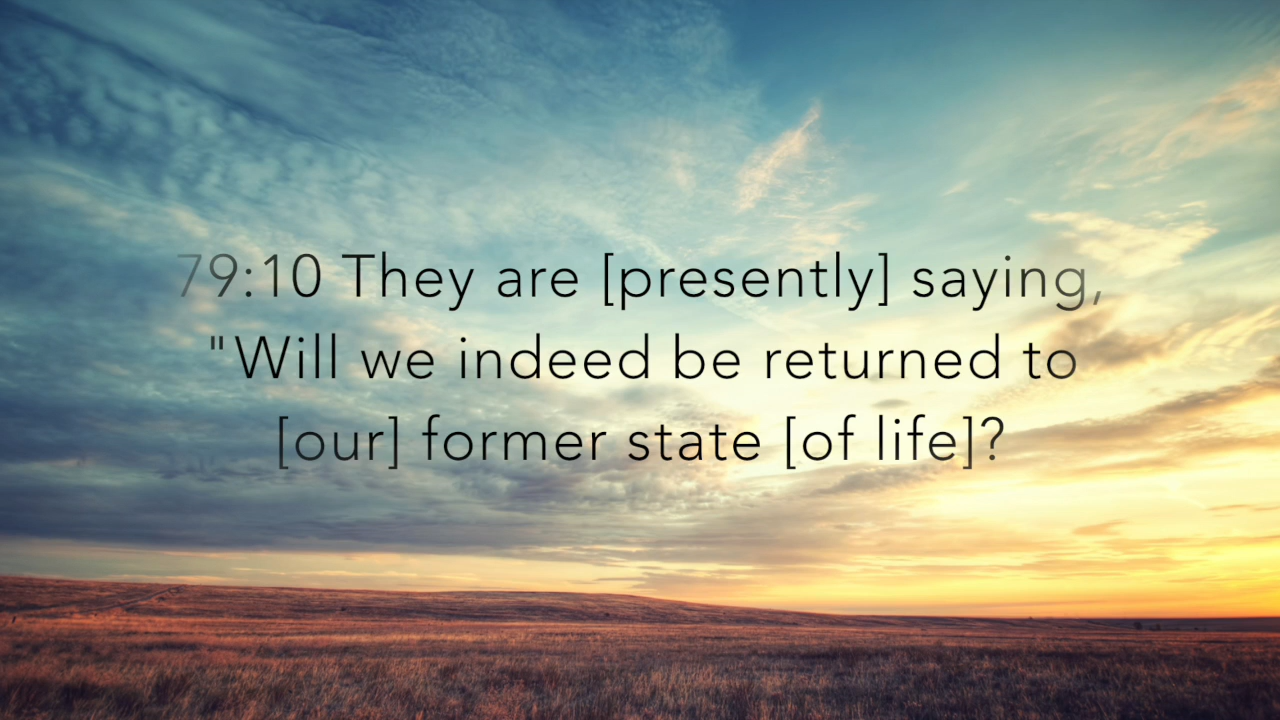 79:10 They are [presently] saying,
"Will we indeed be returned to
[our] former state [of life]?